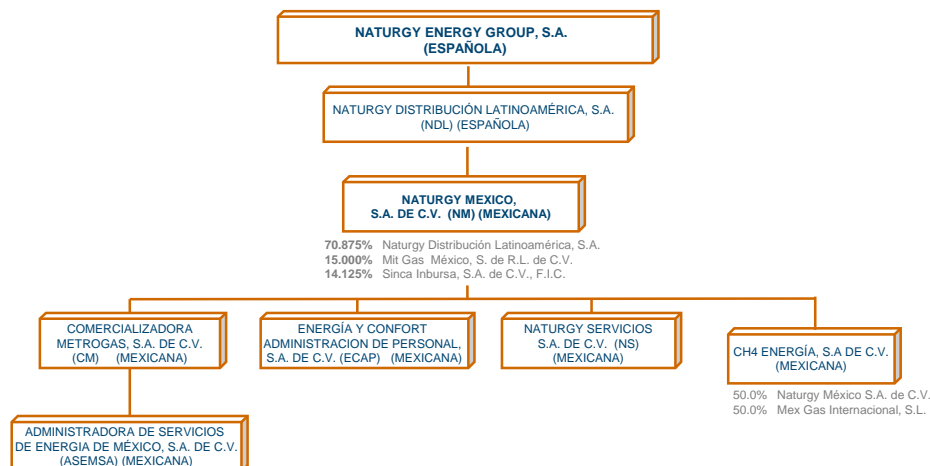 NATURGY ENERGY GROUP, S.A.
(ESPAÑOLA)
NATURGY DISTRIBUCIÓN LATINOAMÉRICA, S.A.
(NDL) (ESPAÑOLA)
NATURGY MEXICO,
S.A. DE C.V. (NM) (MEXICANA)
70.875% Naturgy Distribución Latinoamérica, S.A.
15.000% Mit Gas México, S. de R.L. de C.V.
14.125% Sinca Inbursa, S.A. de C.V., F.I.C.
COMERCIALIZADORA
METROGAS, S.A. DE C.V.
(CM) (MEXICANA)
ENERGÍA Y CONFORT
ADMINISTRACION DE PERSONAL,
S.A. DE C.V. (ECAP) (MEXICANA)
NATURGY SERVICIOS
S.A. DE C.V. (NS)
(MEXICANA)
CH4 ENERGÍA, S.A DE C.V.
(MEXICANA)
50.0% Naturgy México S.A. de C.V.
50.0% Mex Gas Internacional, S.L.
ADMINISTRADORA DE SERVICIOS
DE ENERGIA DE MÉXICO, S.A. DE C.V.
(ASEMSA) (MEXICANA)